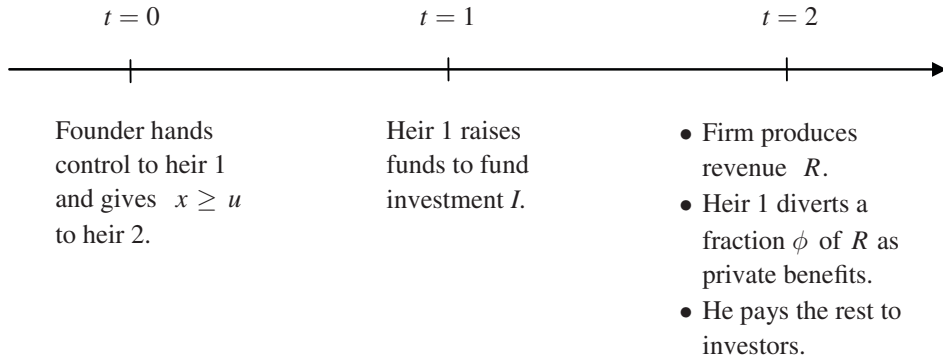 t = 0
t = 1
t = 2
Founder hands
control to heir 1
and gives x ≥ u
to heir 2.
Heir 1 raises
funds to fund
investment I.
• Firm produces
revenue R.
• Heir 1 diverts a
fraction ϕ of R as
private benefits.
• He pays the rest to
investors.